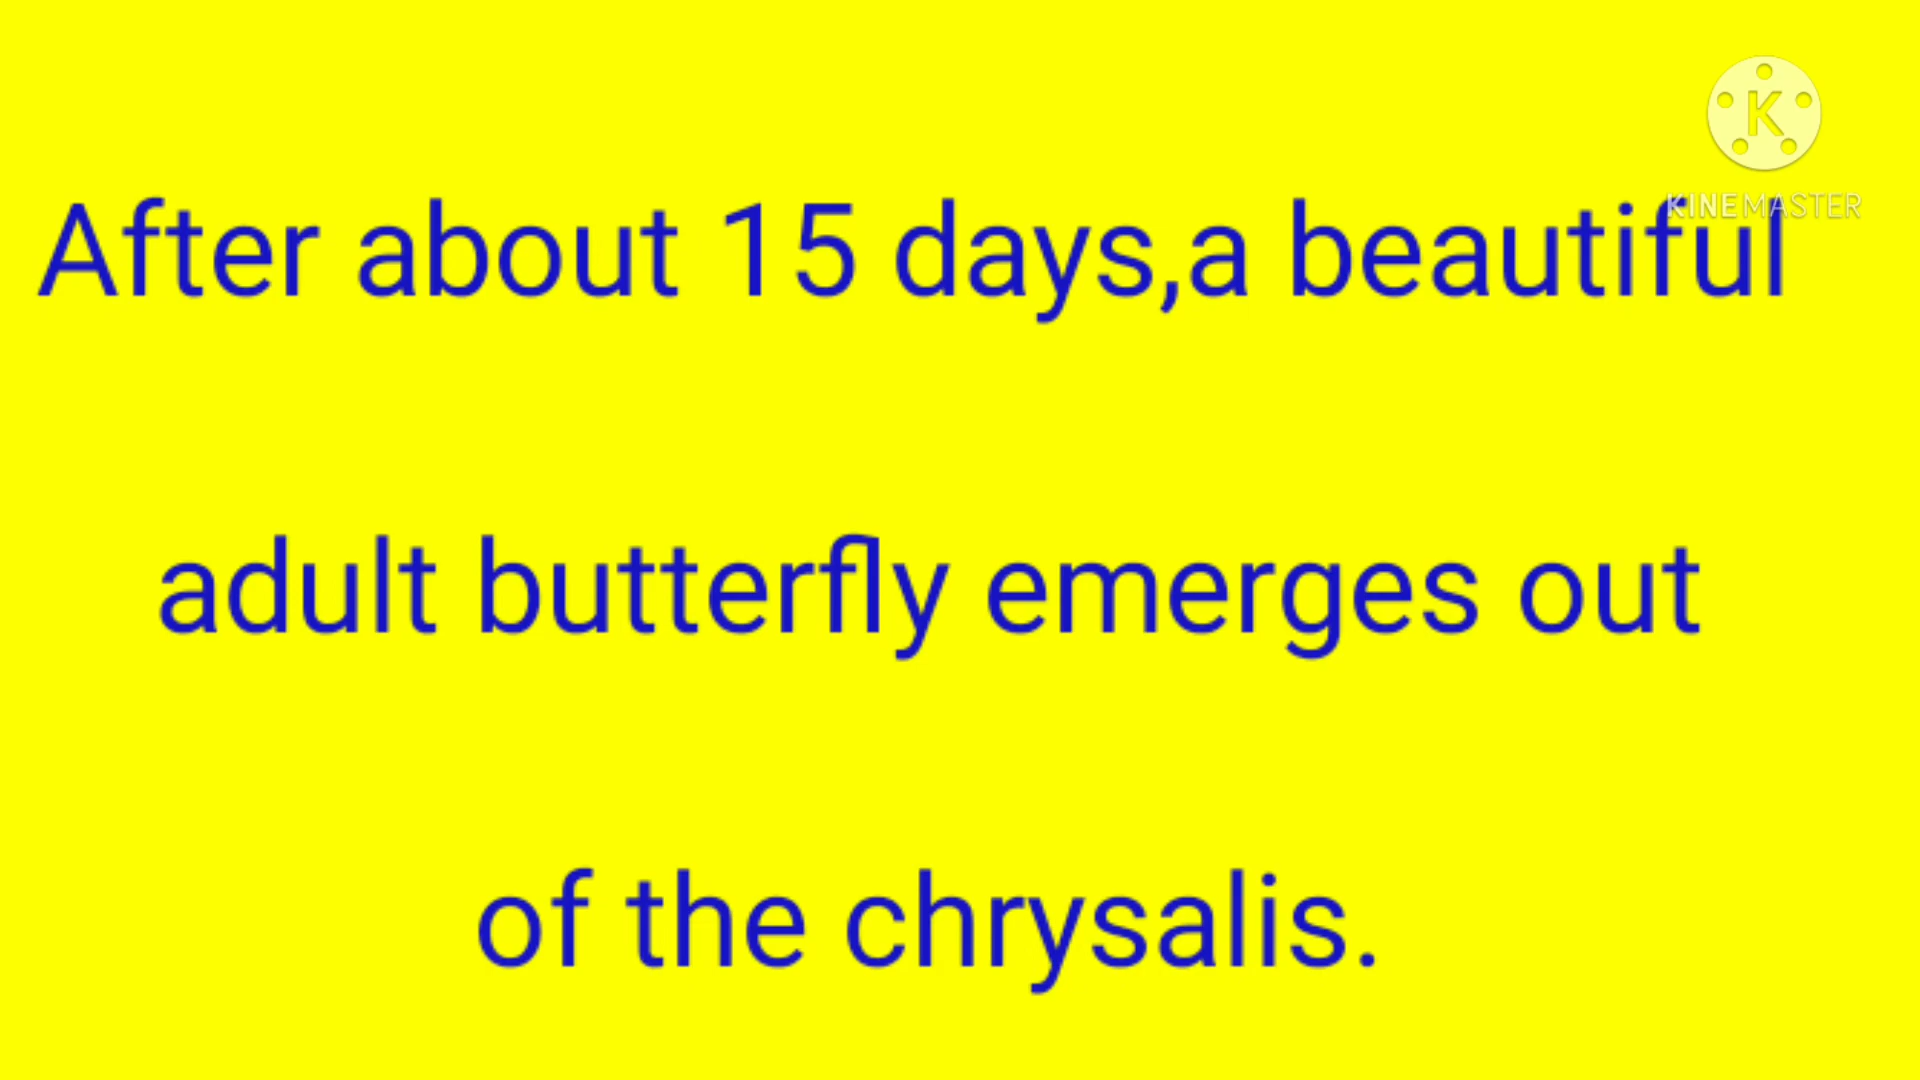 K
KINEMASTER
After about 15 days,a beautiful
adult butterfly emerges out
of the chrysalis.